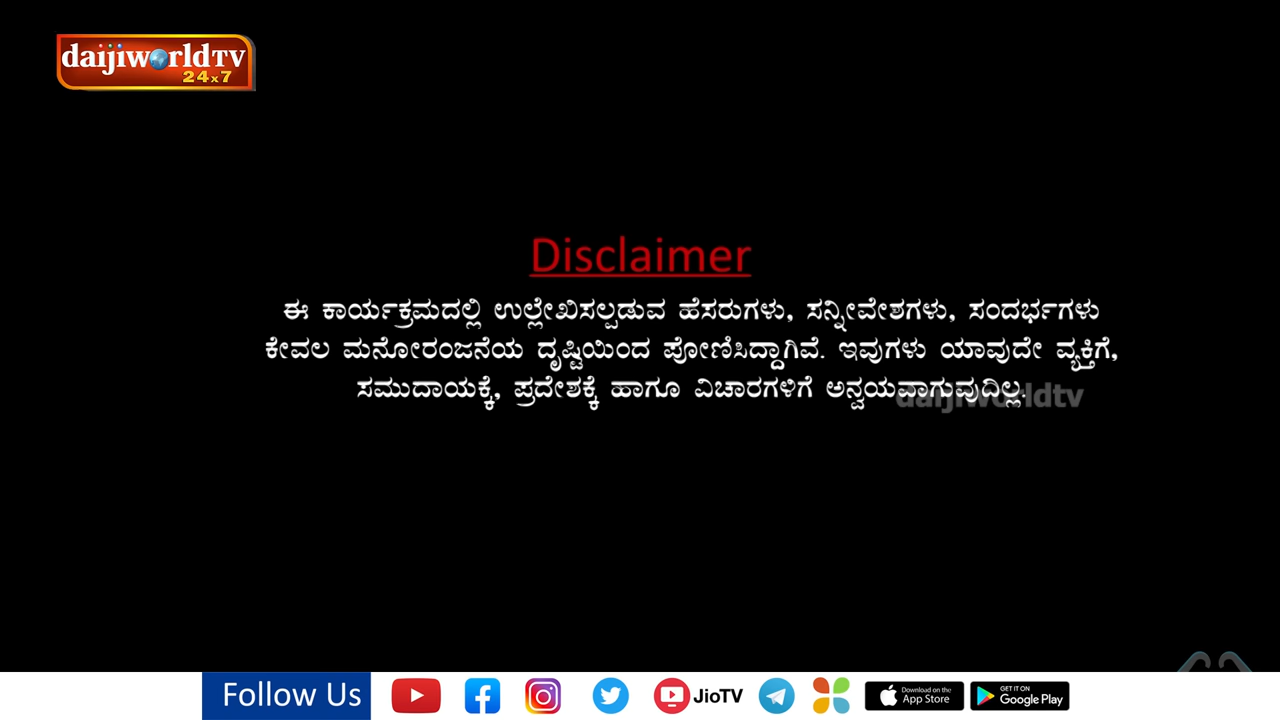 daijiworldTV
24x7
Disclaimer
ಈ ಕಾರ್ಯಕ್ರಮದಲ್ಲಿ ಉಲ್ಲೇಖಿಸಲ್ಪಡುವ ಹೆಸರುಗಳು, ಸನ್ನೀವೇಶಗಳು, ಸಂದರ್ಭಗಳು
ಕೇವಲ ಮನೋರಂಜನೆಯ ದೃಷ್ಟಿಯಿಂದ ಪೋಣಿಸಿದ್ದಾಗಿವೆ. ಇವುಗಳು ಯಾವುದೇ ವ್ಯಕ್ತಿಗೆ,
ಸಮುದಾಯಕ್ಕೆ, ಪ್ರದೇಶಕ್ಕೆ ಹಾಗೂ ವಿಚಾರಗಳಿಗೆ ಅನ್ವಯವಾಗುವುದಿಲ್ಲ.
daijiworldtv
Follow Us
JioTV
Download on the
App Store
GET IT ON
Google Play